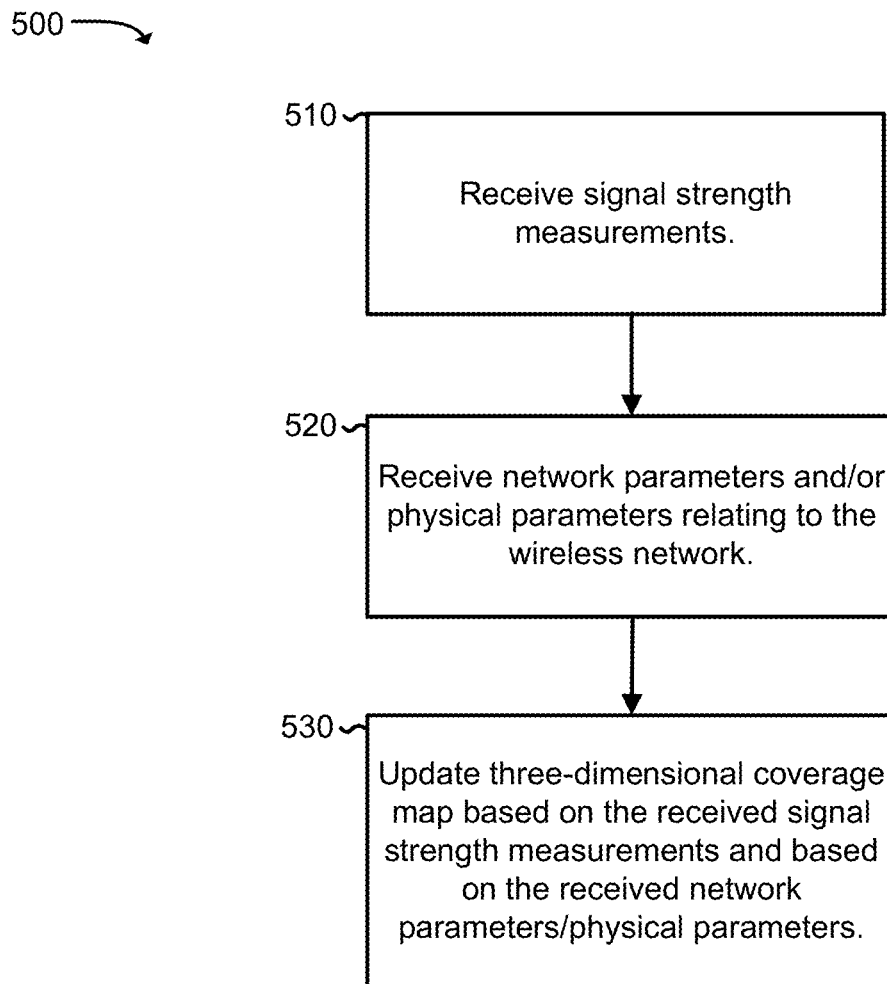 500
510
Receive signal strength
measurements.
520
Receive network parameters and/or
physical parameters relating to the
wireless network.
530
Update three-dimensional coverage
map based on the received signal
strength measurements and based
on the received network
parameters/physical parameters.